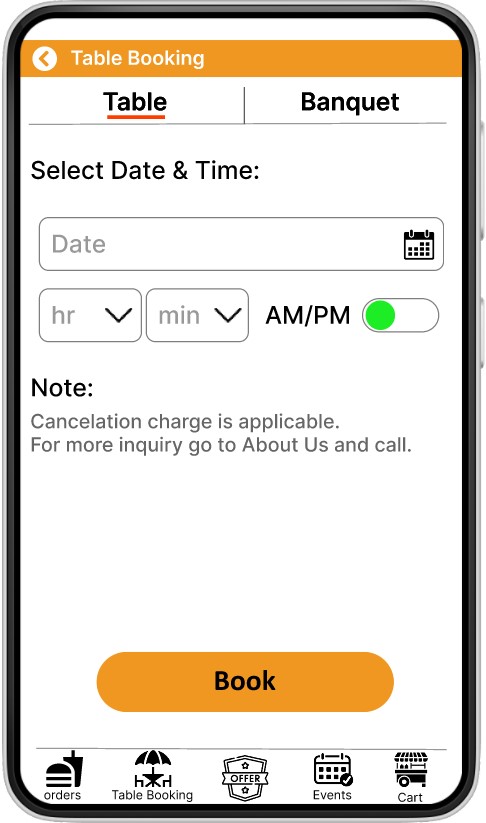 Table Booking
Table Banquet
Select Date & Time:
Date
hr min AM/PM
Note:
Cancelation charge is applicable.
For more inquiry go to About Us and call.
Book
OFFER
orders Table Booking Events Cart